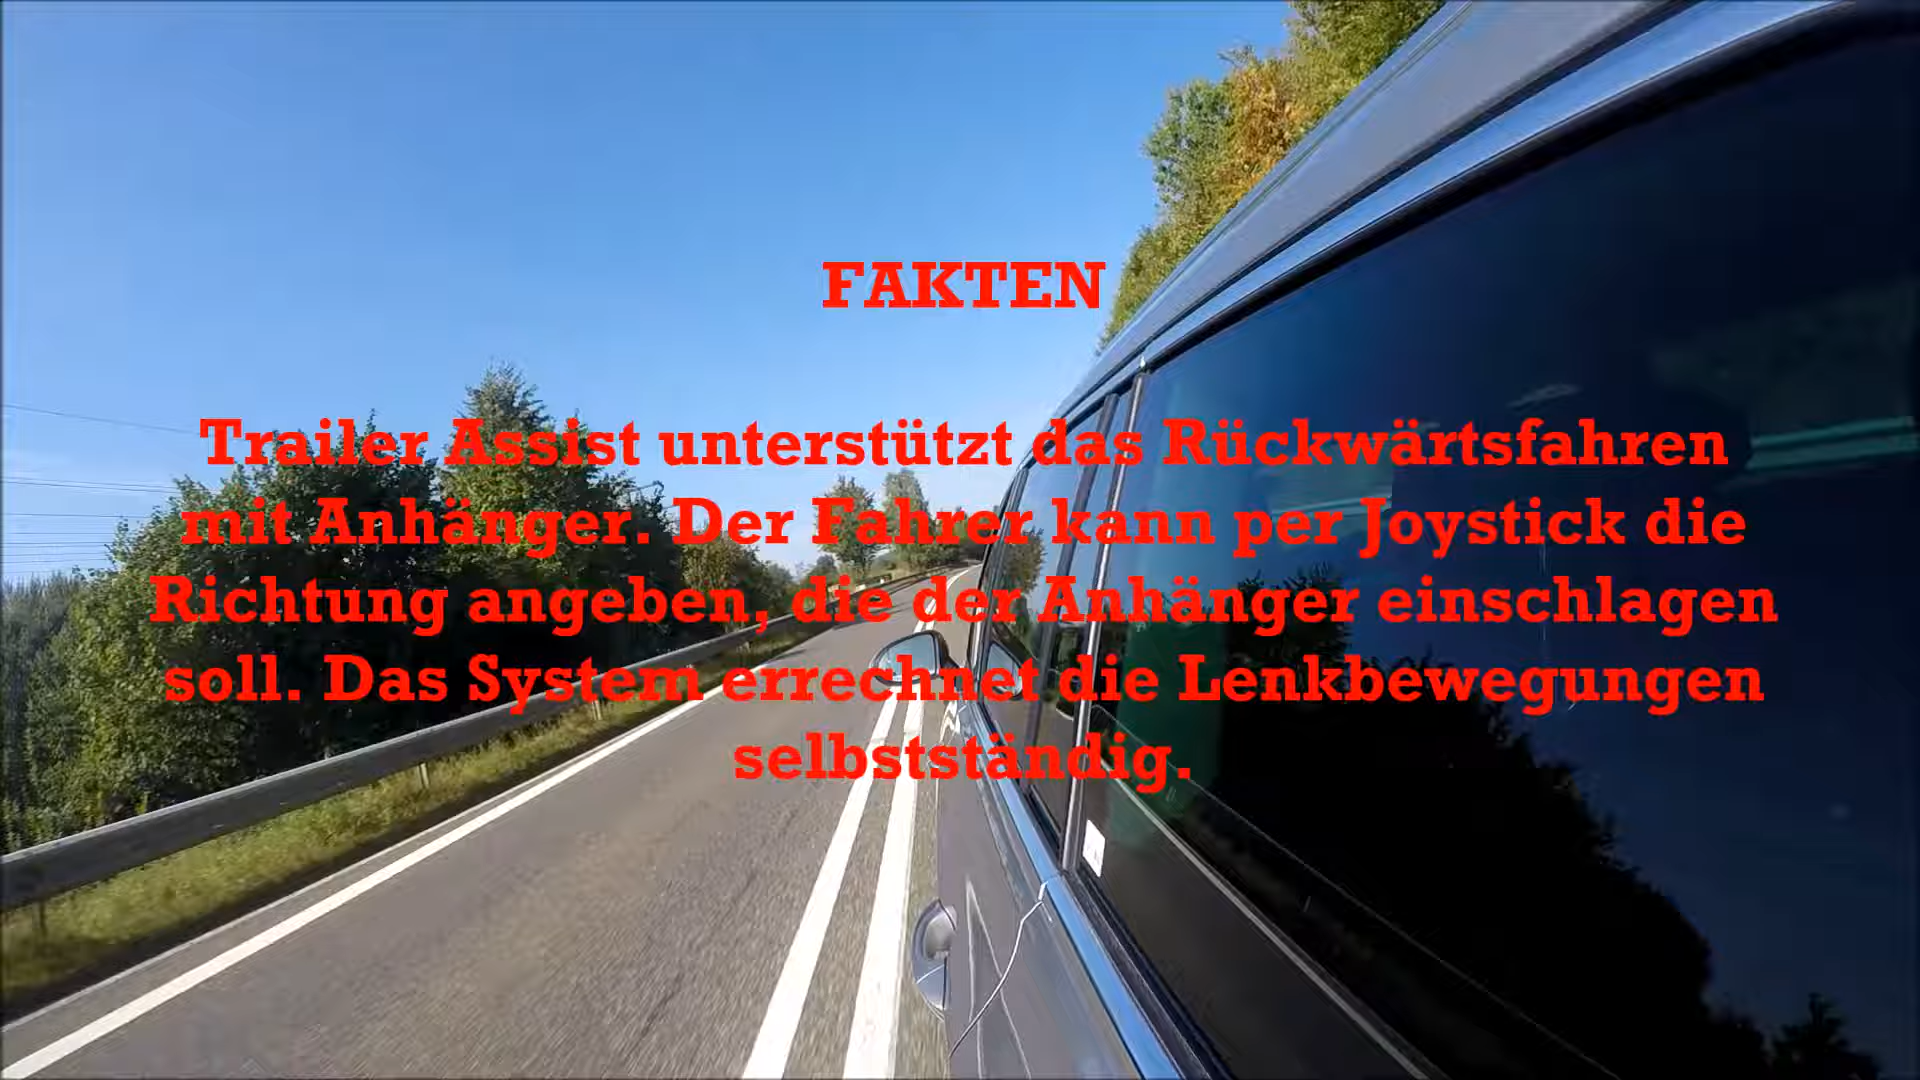 FAKTEN
Trailer Assist unterstützt das Rückwärtsfahren
mit Anhänger. Der Fahrer kann per Joystick die
Richtung angeben, die der Anhänger einschlagen
soll. Das System errechnet die Lenkbewegungen
selbstständig.